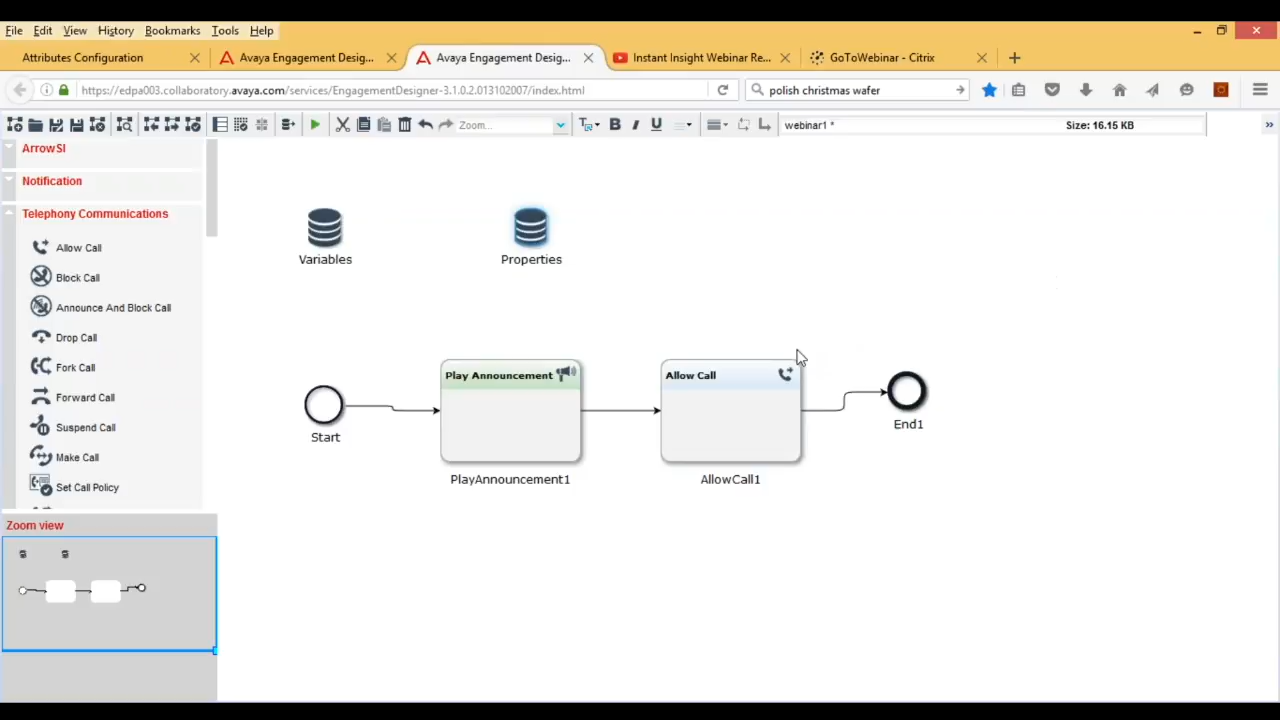 File Edit View History Bookmarks Tools Help
Attributes Configuration
Avaya Engagement Desig...
Avaya Engagement Desig...
Instant Insight Webinar Re...
GoToWebinar - Citrix
https://edpa003.collaboratory.avaya.com/services/EngagementDesigner-3.1.0.2.013102007/index.html
polish christmas wafer
Zoom...
webinar1 *
Size: 16.15 KB
ArrowSI
Notification
Telephony Communications
Allow Call
Block Call
Announce And Block Call
Drop Call
Fork Call
Forward Call
Suspend Call
Make Call
Set Call Policy
Zoom view
Variables
Properties
Start
Play Announcement
PlayAnnouncement1
Allow Call
AllowCall1
End1